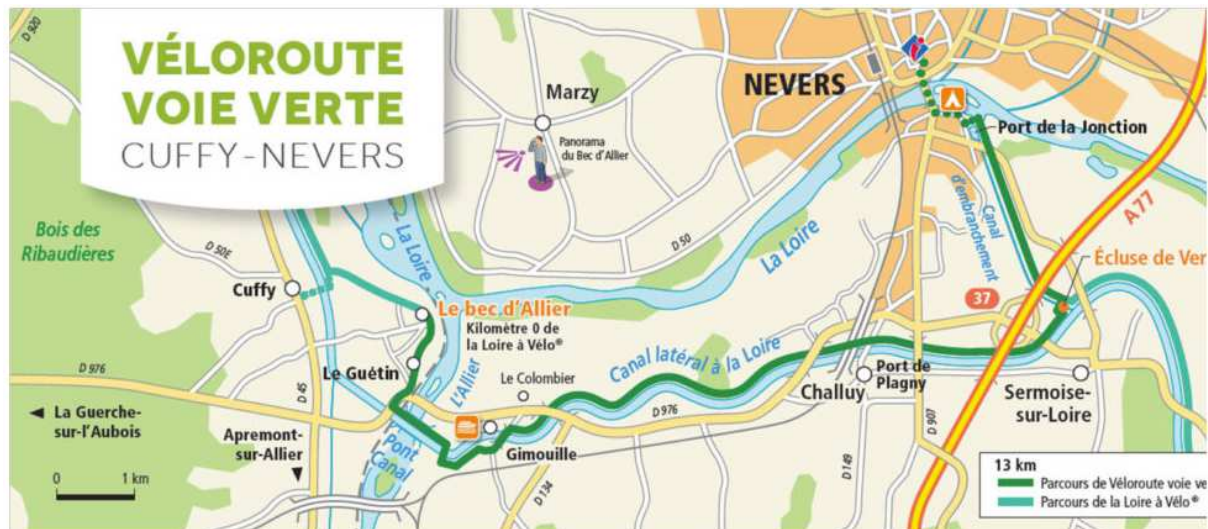 VÉLOROUTE
VOIE VERTE
CUFFY-NEVERS
D 920
Marzy
Panorama
du Bec d'Allier
NEVERS
Port de la Jonction
Canal
d'embranchement
A 77
Écluse de Ver
37
Bois des
Ribaudières
D 50E
D 50
La Loire
La Loire
Cuffy
Le bec d'Allier
Kilomètre 0 de
la Loire à Vélo®
Le Guétin
L'Allier
Le Colombier
Canal latéral à la Loire
Port de
Plagny
Challuy
Sermoise-
sur-Loire
D 976
D 45
La Guerche-
sur-l'Aubois
Apremont-
sur-Allier
Pont
Canal
Gimouille
D 976
D 134
D 149
D 907
0 1 km
13 km
Parcours de Véloroute voie ve
Parcours de la Loire à Vélo®